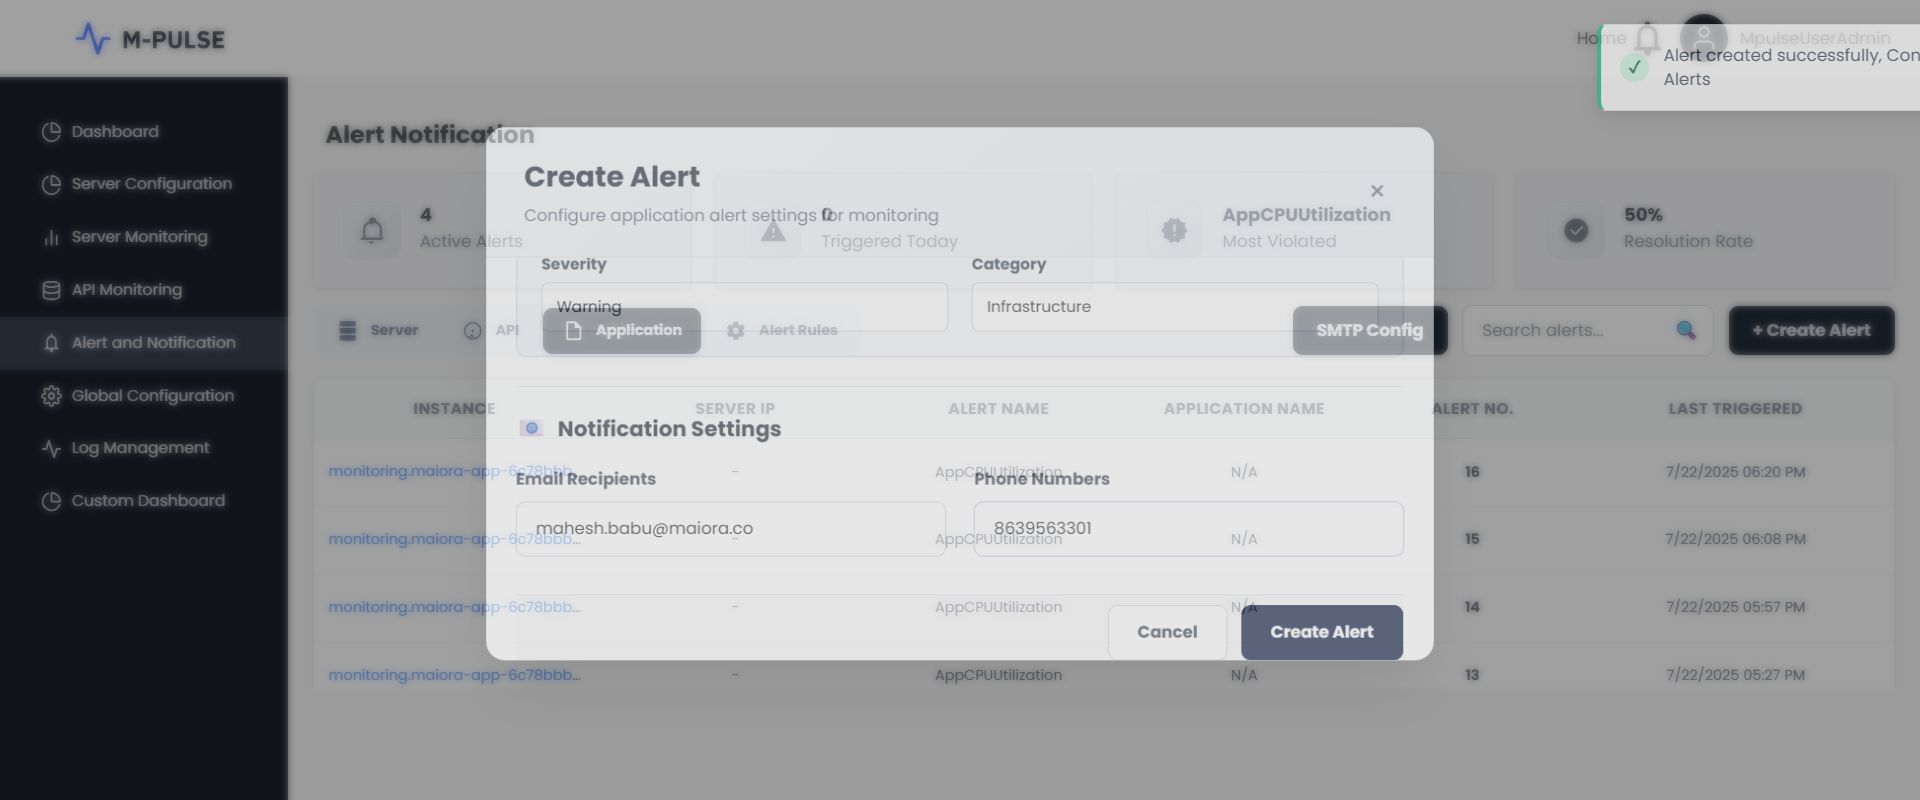 M-PULSE
Home
MpulseUserAdmin
Alert created successfully, Con
Alerts
Dashboard
Server Configuration
Server Monitoring
API Monitoring
Alert and Notification
Global Configuration
Log Management
Custom Dashboard
Alert Notification
4
Active Alerts
0
Triggered Today
AppCPUUtilization
Most Violated
50%
Resolution Rate
Server
API
Application
Alert Rules
SMTP Config
Search alerts...
+ Create Alert
INSTANCE SERVER IP ALERT NAME APPLICATION NAME ALERT NO. LAST TRIGGERED
monitoring.maiora-app-6c78bbb... - AppCPUUtilization N/A 16 7/22/2025 06:20 PM
monitoring.maiora-app-6c78bbb... - AppCPUUtilization N/A 15 7/22/2025 06:08 PM
monitoring.maiora-app-6c78bbb... - AppCPUUtilization N/A 14 7/22/2025 05:57 PM
monitoring.maiora-app-6c78bbb... - AppCPUUtilization N/A 13 7/22/2025 05:27 PM
Create Alert
×
Configure application alert settings for monitoring
Severity
Warning
Category
Infrastructure
Notification Settings
Email Recipients
mahesh.babu@maiora.co
Phone Numbers
8639563301
Cancel
Create Alert